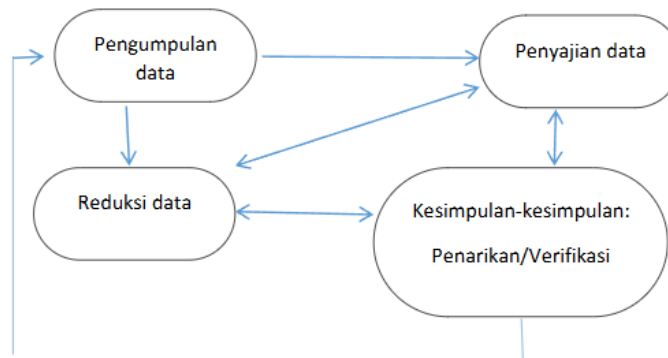 Pengumpulan
data
Penyajian data
Reduksi data
Kesimpulan-kesimpulan:
Penarikan/Verifikasi